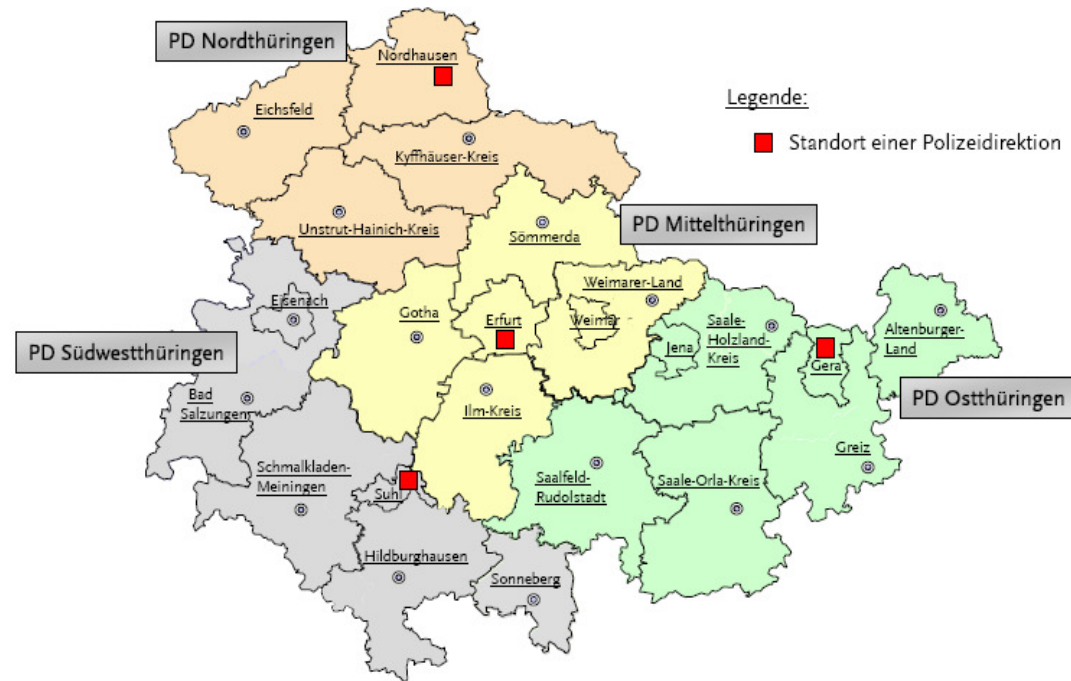 PD Nordthüringen
Nordhausen
Legende:
Eichsfeld
Standort einer Polizeidirektion
Kyffhäuser-Kreis
Unstrut-Hainich-Kreis
Sömmerda
PD Mittelthüringen
Weimarer-Land
Eisenach
Gotha
Erfurt
Weimar
Saale-
Holzland-
Kreis
Jena
Altenburger-
Land
PD Südwestthüringen
Gera
Bad
Salzungen
Ilm-Kreis
PD Ostthüringen
Greiz
Schmalkladen-
Meiningen
Suhl
Saalfeld-
Rudolstadt
Saale-Orla-Kreis
Hildburghausen
Sonneberg